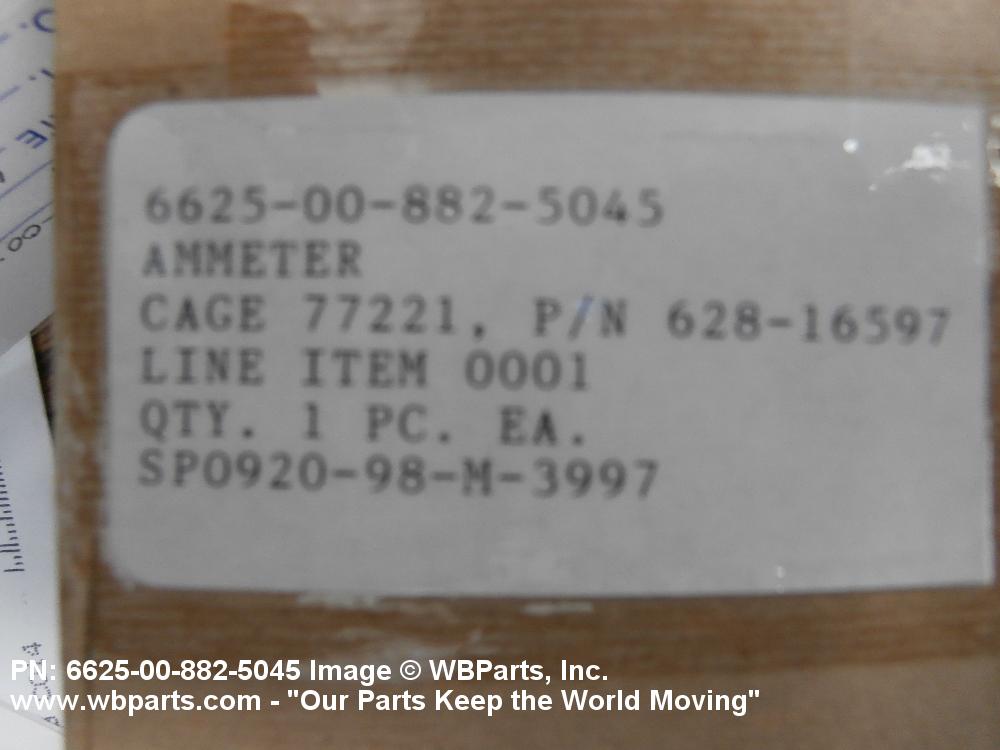 6625-00-882-5045
AMMETER
CAGE 77221, P/N 628-16597
LINE ITEM 0001
QTY. 1 PC. EA.
SP0920-98-M-3997
PN: 6625-00-882-5045 Image © WBParts, Inc.
www.wbparts.com - "Our Parts Keep the World Moving"